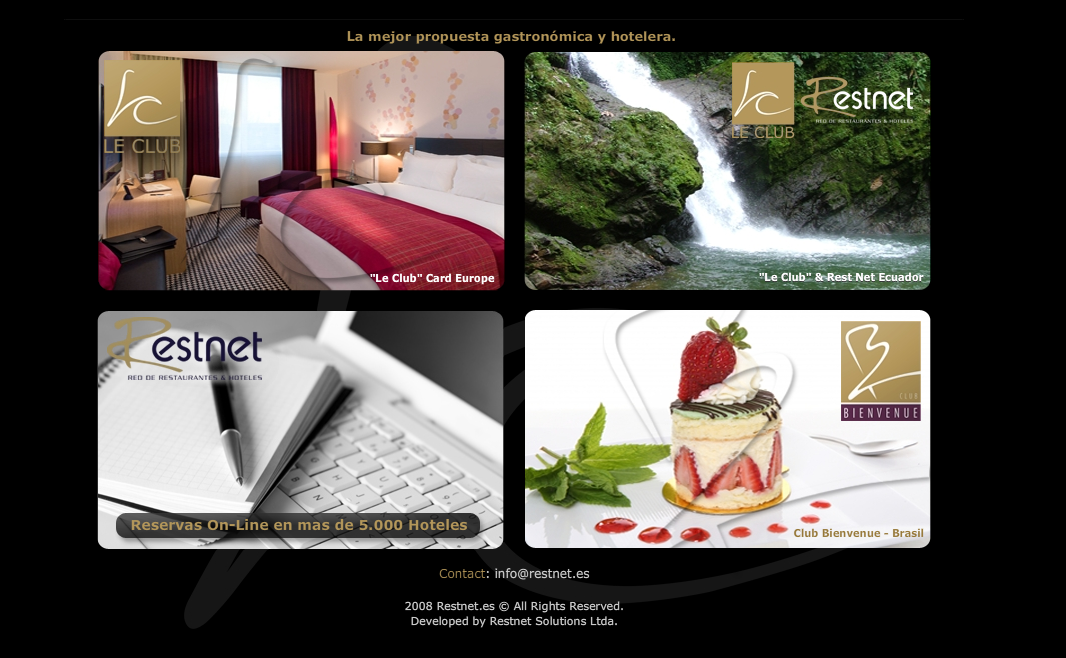 La mejor propuesta gastronómica y hotelera.
LE CLUB
"Le Club" Card Europe
LE CLUB
Restnet
RED DE RESTAURANTES & HOTELES
"Le Club" & Rest Net Ecuador
Restnet
RED DE RESTAURANTES & HOTELES
Reservas On-Line en mas de 5.000 Hoteles
CLUB
BIENVENUE
Club Bienvenue - Brasil
Contact: info@restnet.es
2008 Restnet.es © All Rights Reserved.
Developed by Restnet Solutions Ltda.